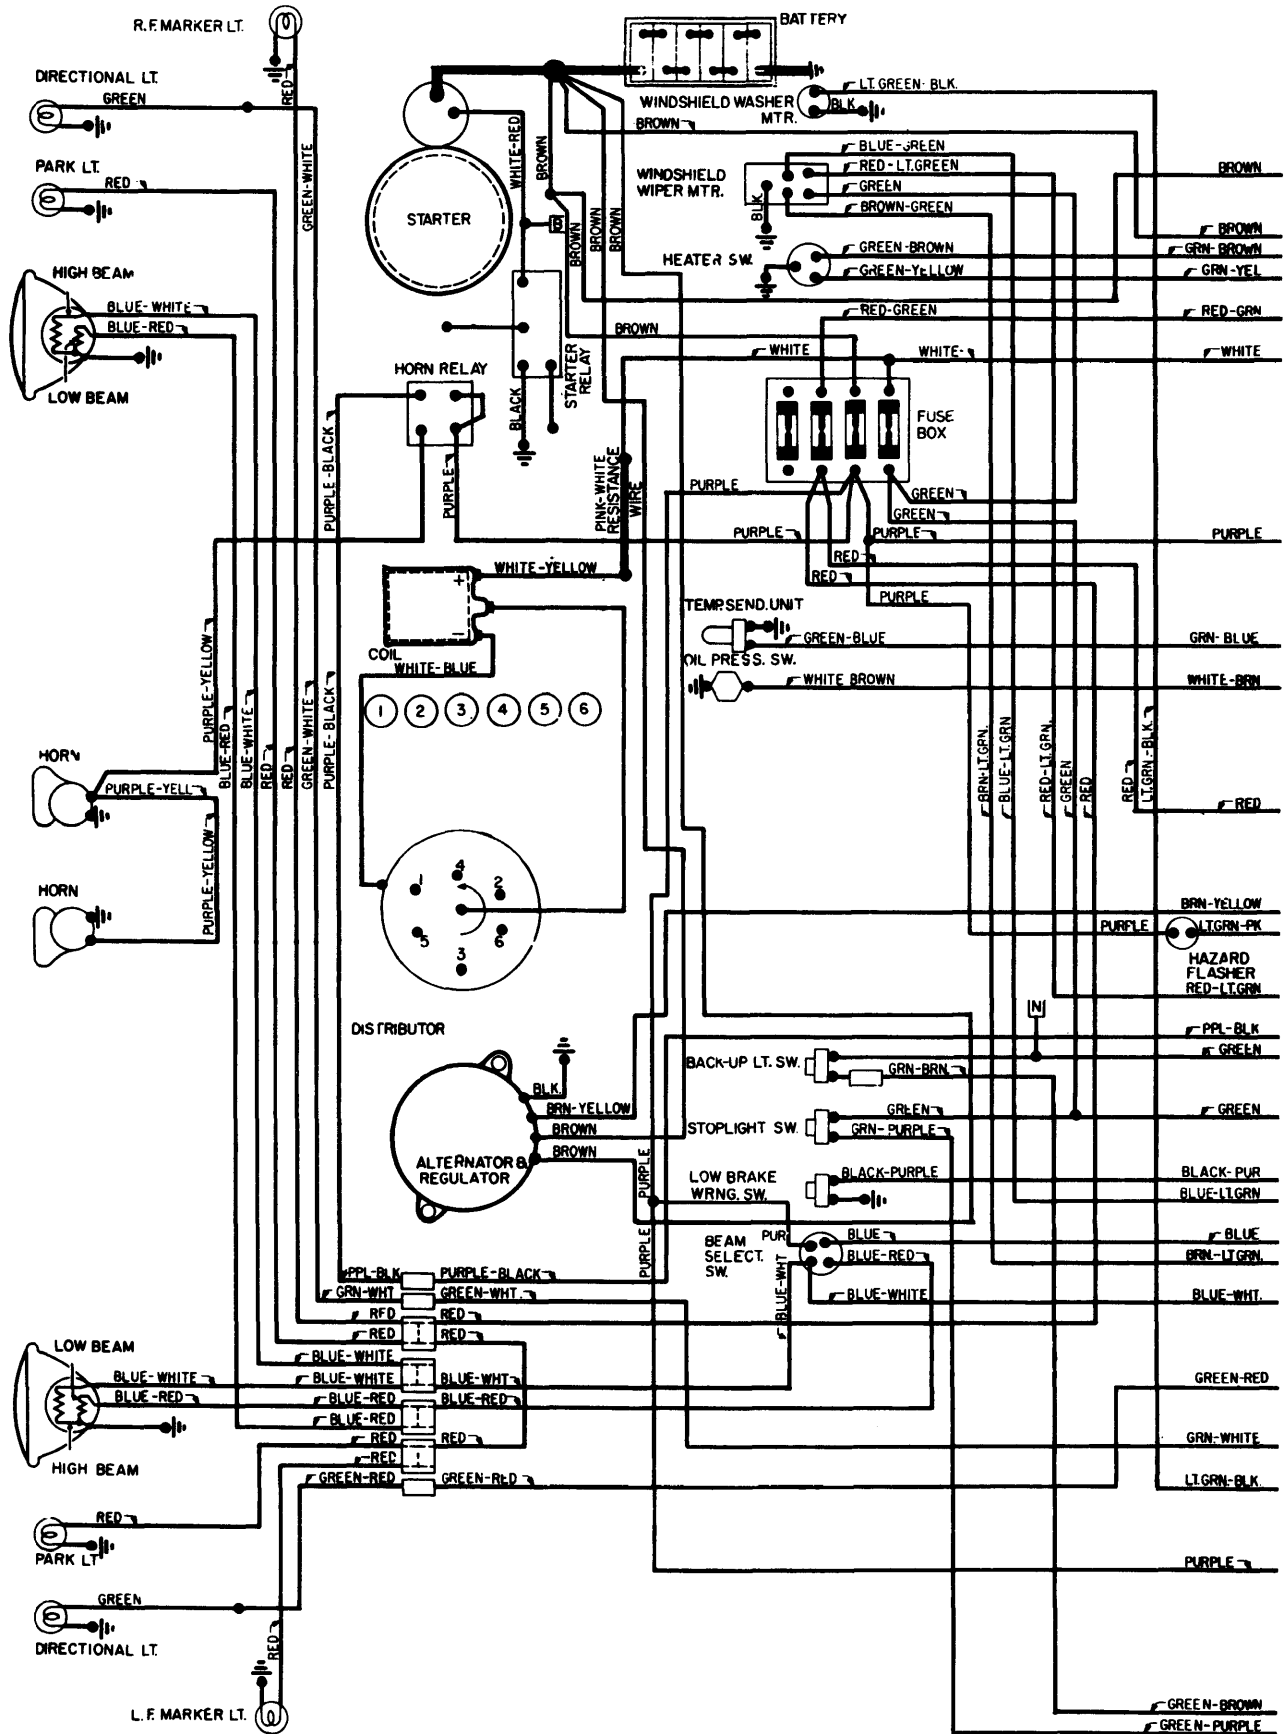 R.F. MARKER LT.
BATTERY
DIRECTIONAL LT.
GREEN
RED
LT. GREEN-BLK.
WINDSHIELD WASHER
MTR.
BLK
BROWN
BLUE-GREEN
RED-LT.GREEN
GREEN
BROWN-GREEN
WINDSHIELD
WIPER MTR.
BLK
BROWN
PARK LT.
RED
GREEN-WHITE
WHITE-RED
BROWN
STARTER
B
BROWN
BROWN
BROWN
BROWN
GRN-BROWN
GRN-YEL
HEATER SW.
GREEN-BROWN
GREEN-YELLOW
HIGH BEAM
BLUE-WHITE
BLUE-RED
LOW BEAM
RED-GREEN
RED-GRN
BROWN
WHITE
WHITE-
WHITE
HORN RELAY
STARTER
RELAY
BLACK
FUSE
BOX
PURPLE-BLACK
PURPLE
PINK-WHITE
RESISTANCE
WIRE
PURPLE
GREEN
GREEN
PURPLE
PURPLE
PURPLE
RED
RED
PURPLE
WHITE-YELLOW
+
-
COIL
WHITE-BLUE
TEMP.SEND.UNIT
GREEN-BLUE
GRN-BLUE
OIL PRESS. SW.
WHITE BROWN
WHITE-BRN
1 2 3 4 5 6
PURPLE-YELLOW
BLUE-RED
BLUE-WHITE
RED
RED
GREEN-WHITE
PURPLE-BLACK
BRN-LT.GRN.
BLUE-LT.GRN
RED-LT.GRN.
GREEN
RED
RED
LT.GRN-BLK.
RED
HORN
PURPLE-YELL
PURPLE-YELLOW
HORN
1
4
2
5
3
6
DISTRIBUTOR
BRN-YELLOW
PURPLE
LT.GRN-PK
HAZARD
FLASHER
RED-LT.GRN
N
PPL-BLK
GREEN
BACK-UP LT. SW.
GRN-BRN.
BLK.
BRN-YELLOW
BROWN
BROWN
ALTERNATOR &
REGULATOR
STOPLIGHT SW.
GREEN
GRN-PURPLE
GREEN
PURPLE
LOW BRAKE
WRNG. SW.
BLACK-PURPLE
BLACK-PUR
BLUE-LT.GRN
PURPLE
BEAM
SELECT.
SW.
PUR.
BLUE
BLUE-RED
BLUE-WHT
BLUE-WHITE
BLUE
BRN.-LT.GRN.
BLUE-WHT.
PPL-BLK
PURPLE-BLACK
GRN-WHT
GREEN-WHT.
RED
RED
RED
RED
BLUE-WHITE
BLUE-WHITE
BLUE-WHT
BLUE-RED
BLUE-RED
BLUE-RED
RED
RED
RED
GREEN-RED
GREEN-RED
LOW BEAM
BLUE-WHITE
BLUE-RED
HIGH BEAM
GREEN-RED
GRN-WHITE
LT.GRN-BLK.
RED
PARK LT
PURPLE
GREEN
DIRECTIONAL LT.
RED
L.F. MARKER LT.
GREEN-BROWN
GREEN-PURPLE